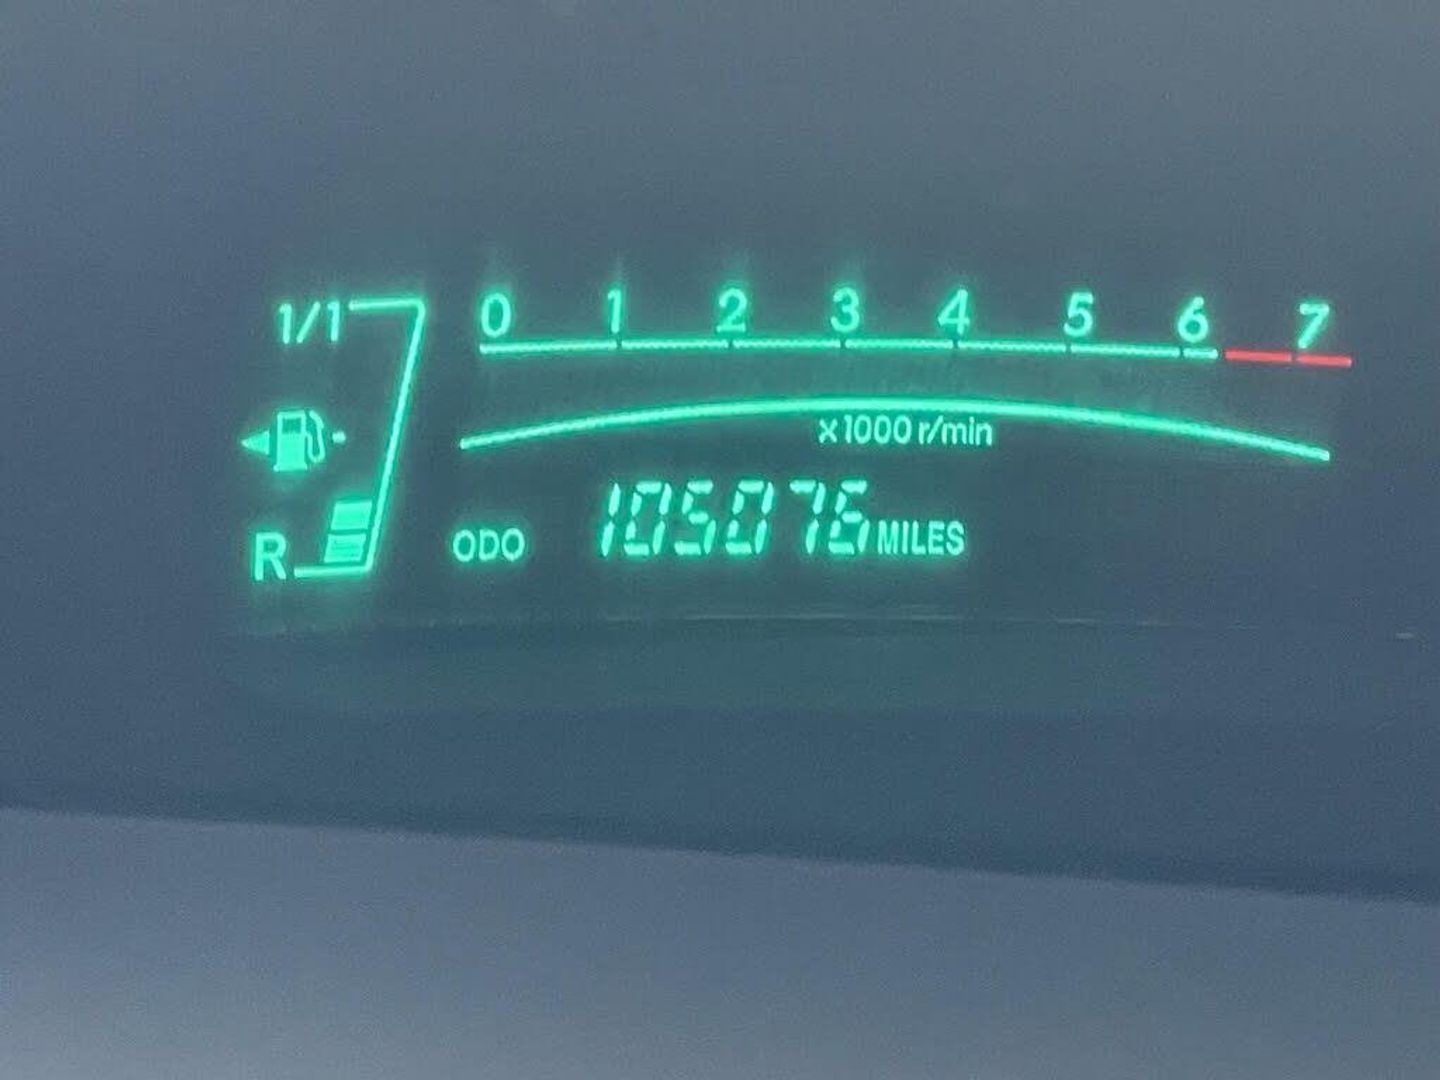 1/1
0 1 2 3 4 5 6 7
x1000 r/min
R
ODO 105076 MILES